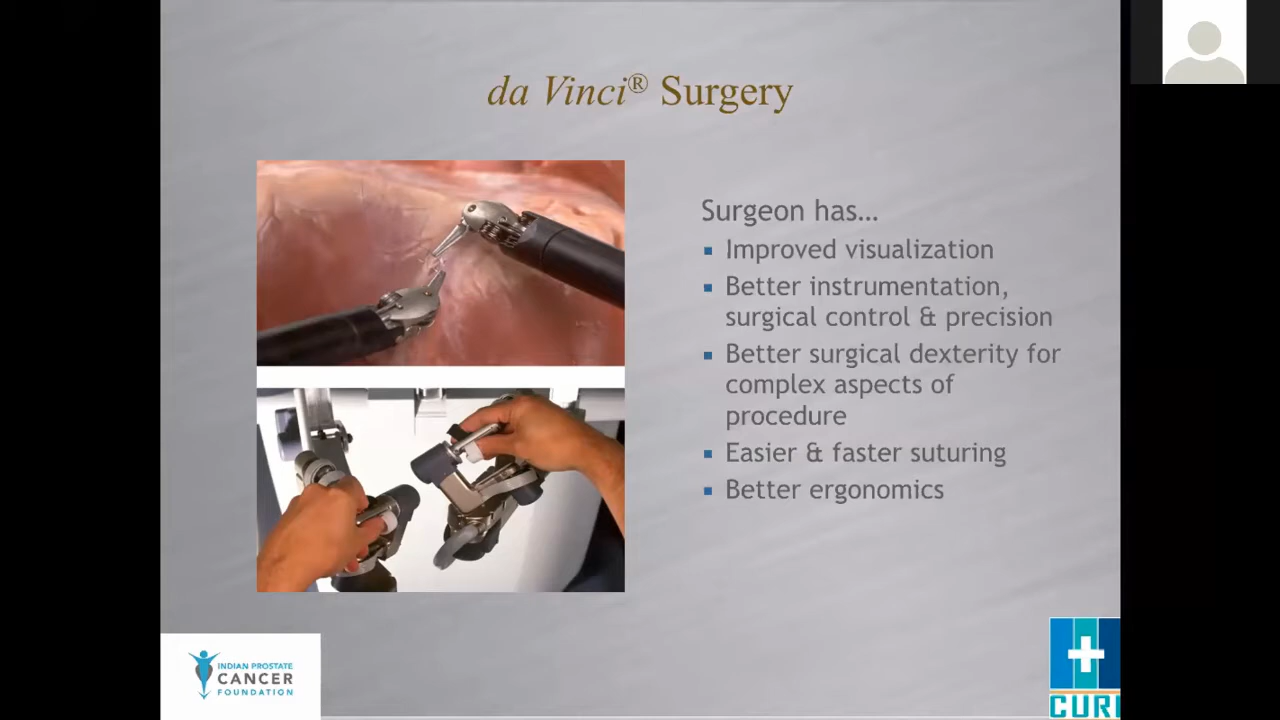 da Vinci® Surgery
Surgeon has…
▪ Improved visualization
▪ Better instrumentation,
surgical control & precision
▪ Better surgical dexterity for
complex aspects of
procedure
▪ Easier & faster suturing
▪ Better ergonomics
INDIAN PROSTATE
CANCER
FOUNDATION
CURI